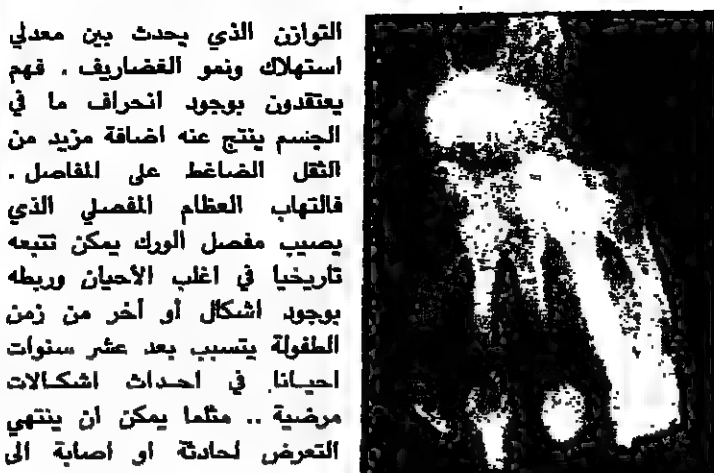 التوازن الذي يحدث بين معدلي
استهلاك ونمو الغضاريف . فهم
يعتقدون بوجود انحراف ما في
الجسم ينتج عنه اضافة مزيد من
الثقل الضاغط على المفاصل .
فالتهاب العظام المفصلي الذي
يصيب مفصل الورك يمكن تتبعه
تأريخيا في اغلب الأحيان وربطه
بوجود اشكال أو أخر من زمن
الطفولة يتسبب بعد عشر سنوات
احيانا في احداث اشكالات
مرضية .. مثلما يمكن ان ينتهي
التعرض لحادثة او اصابة الى